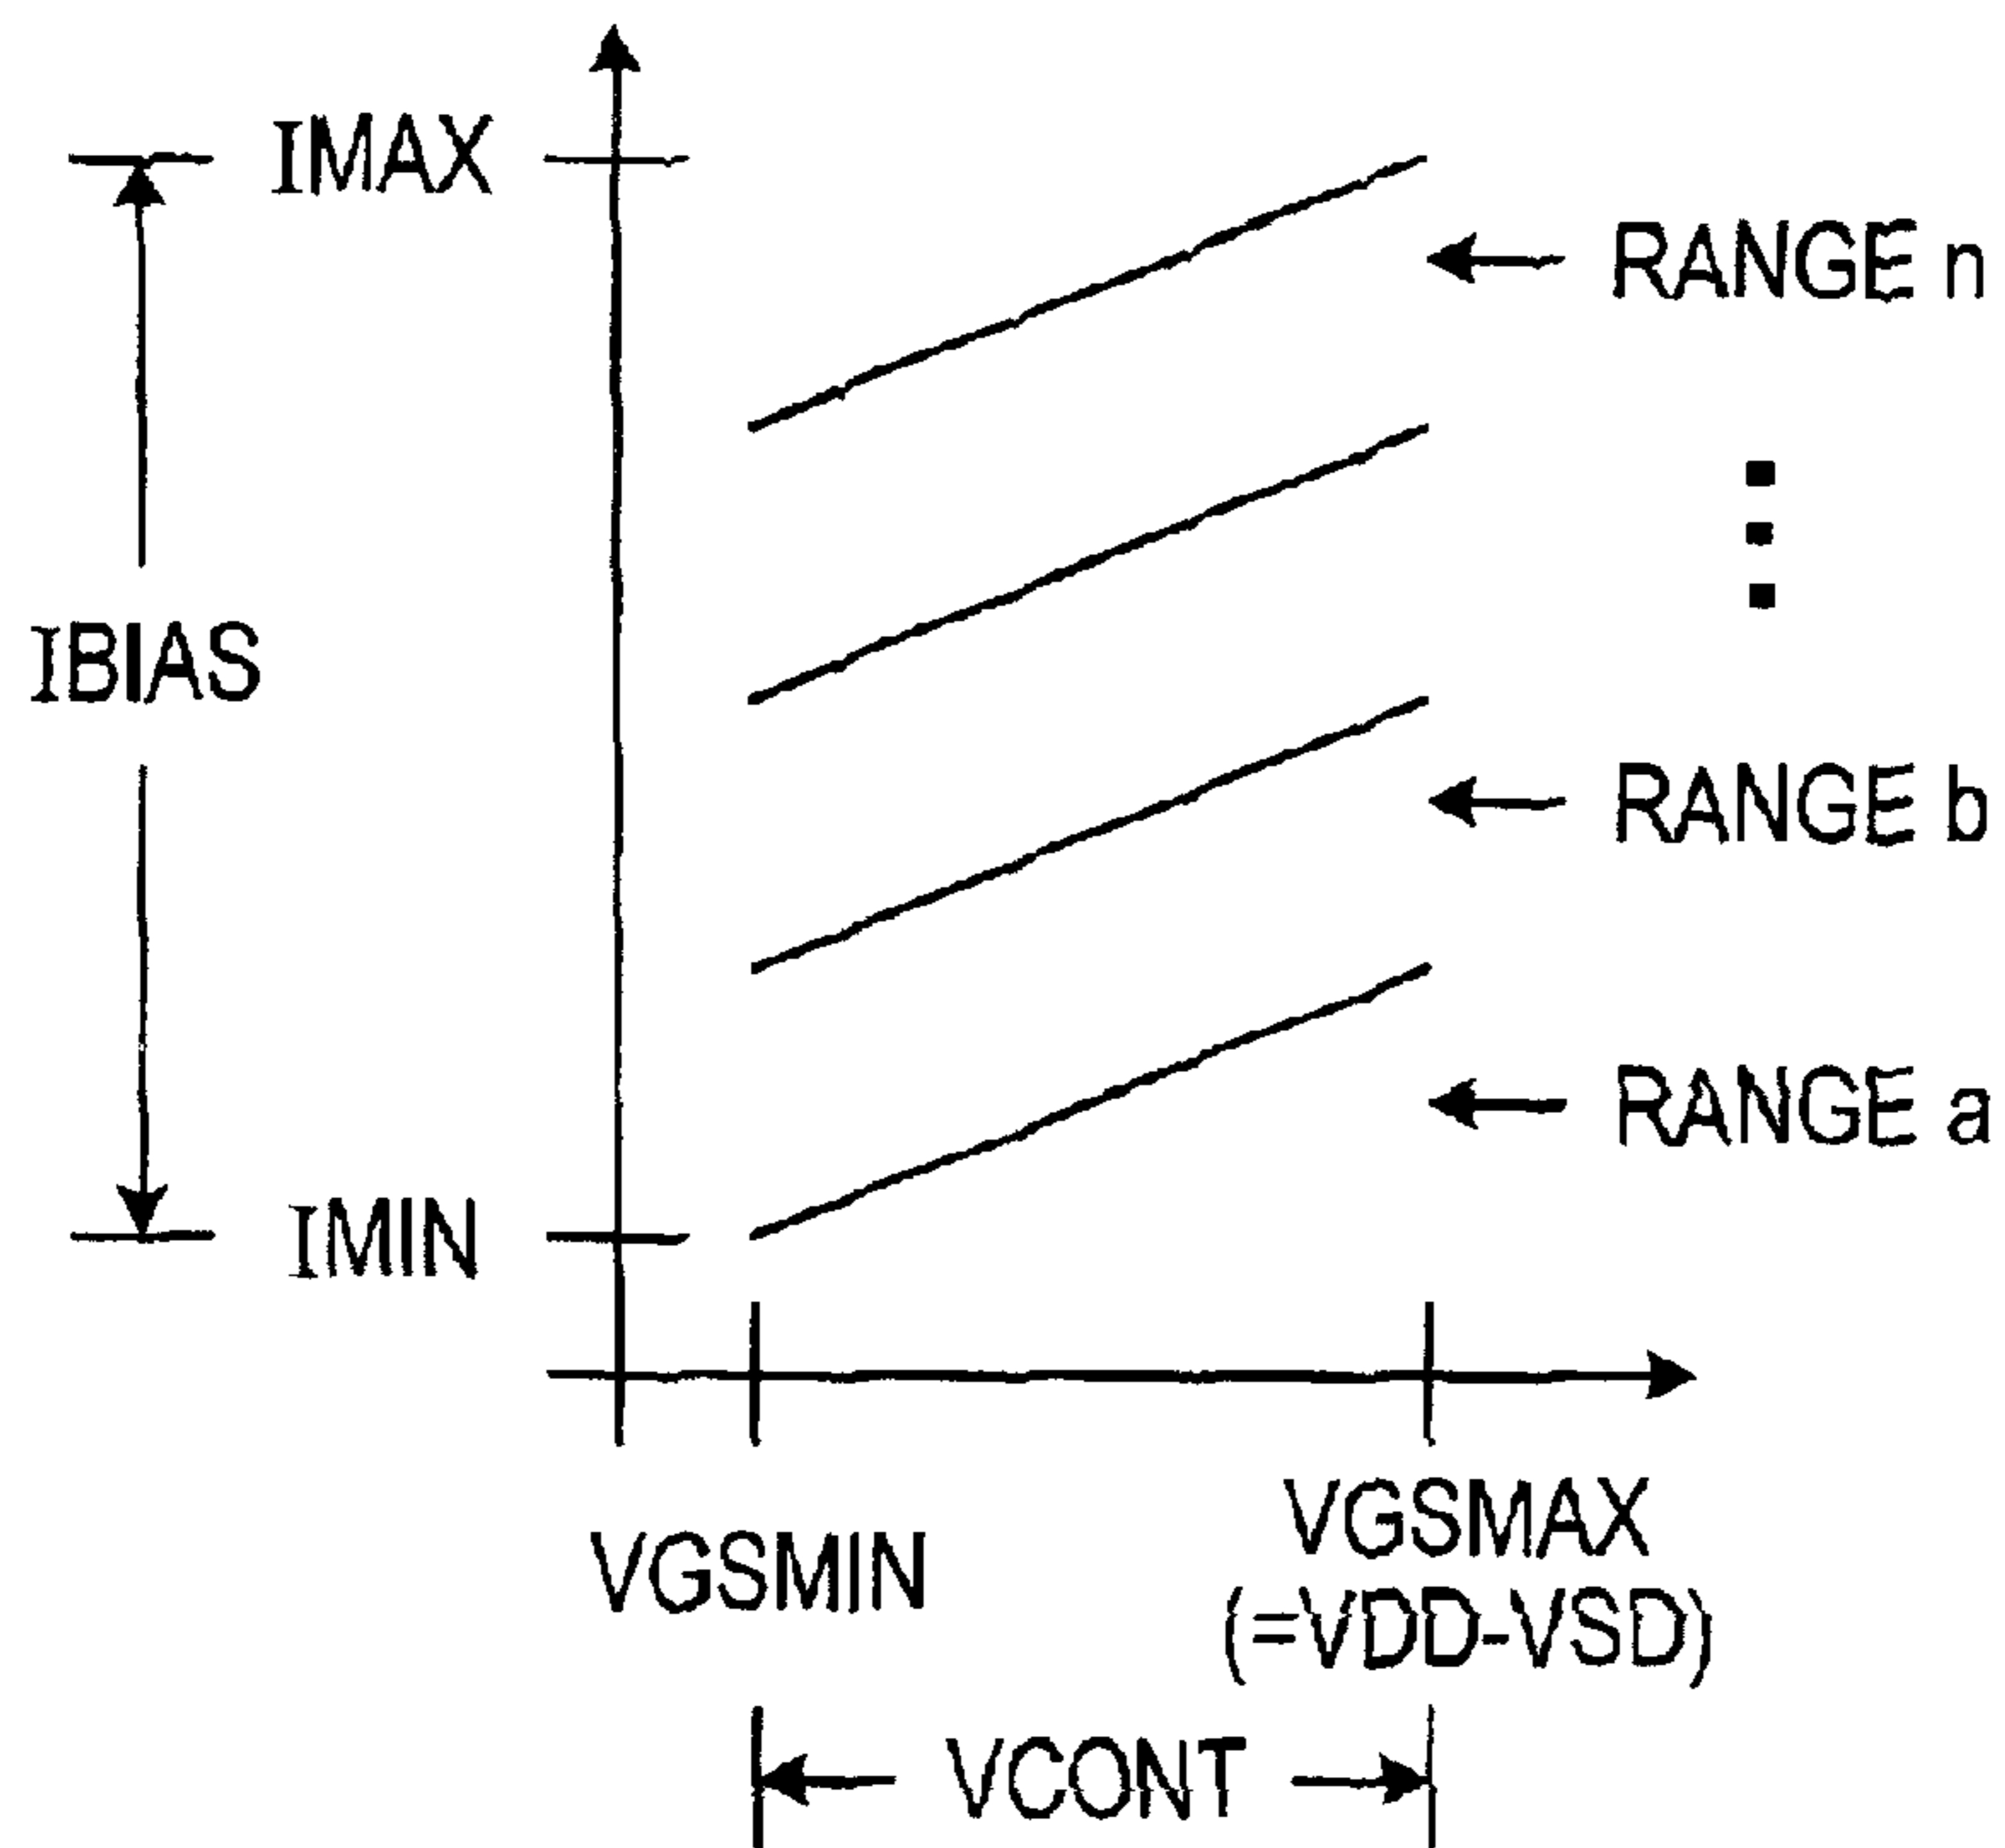 IMAX
RANGE n
IBIAS
RANGE b
RANGE a
IMIN
VGSMIN
VGSMAX
(=VDD-VSD)
VCONT